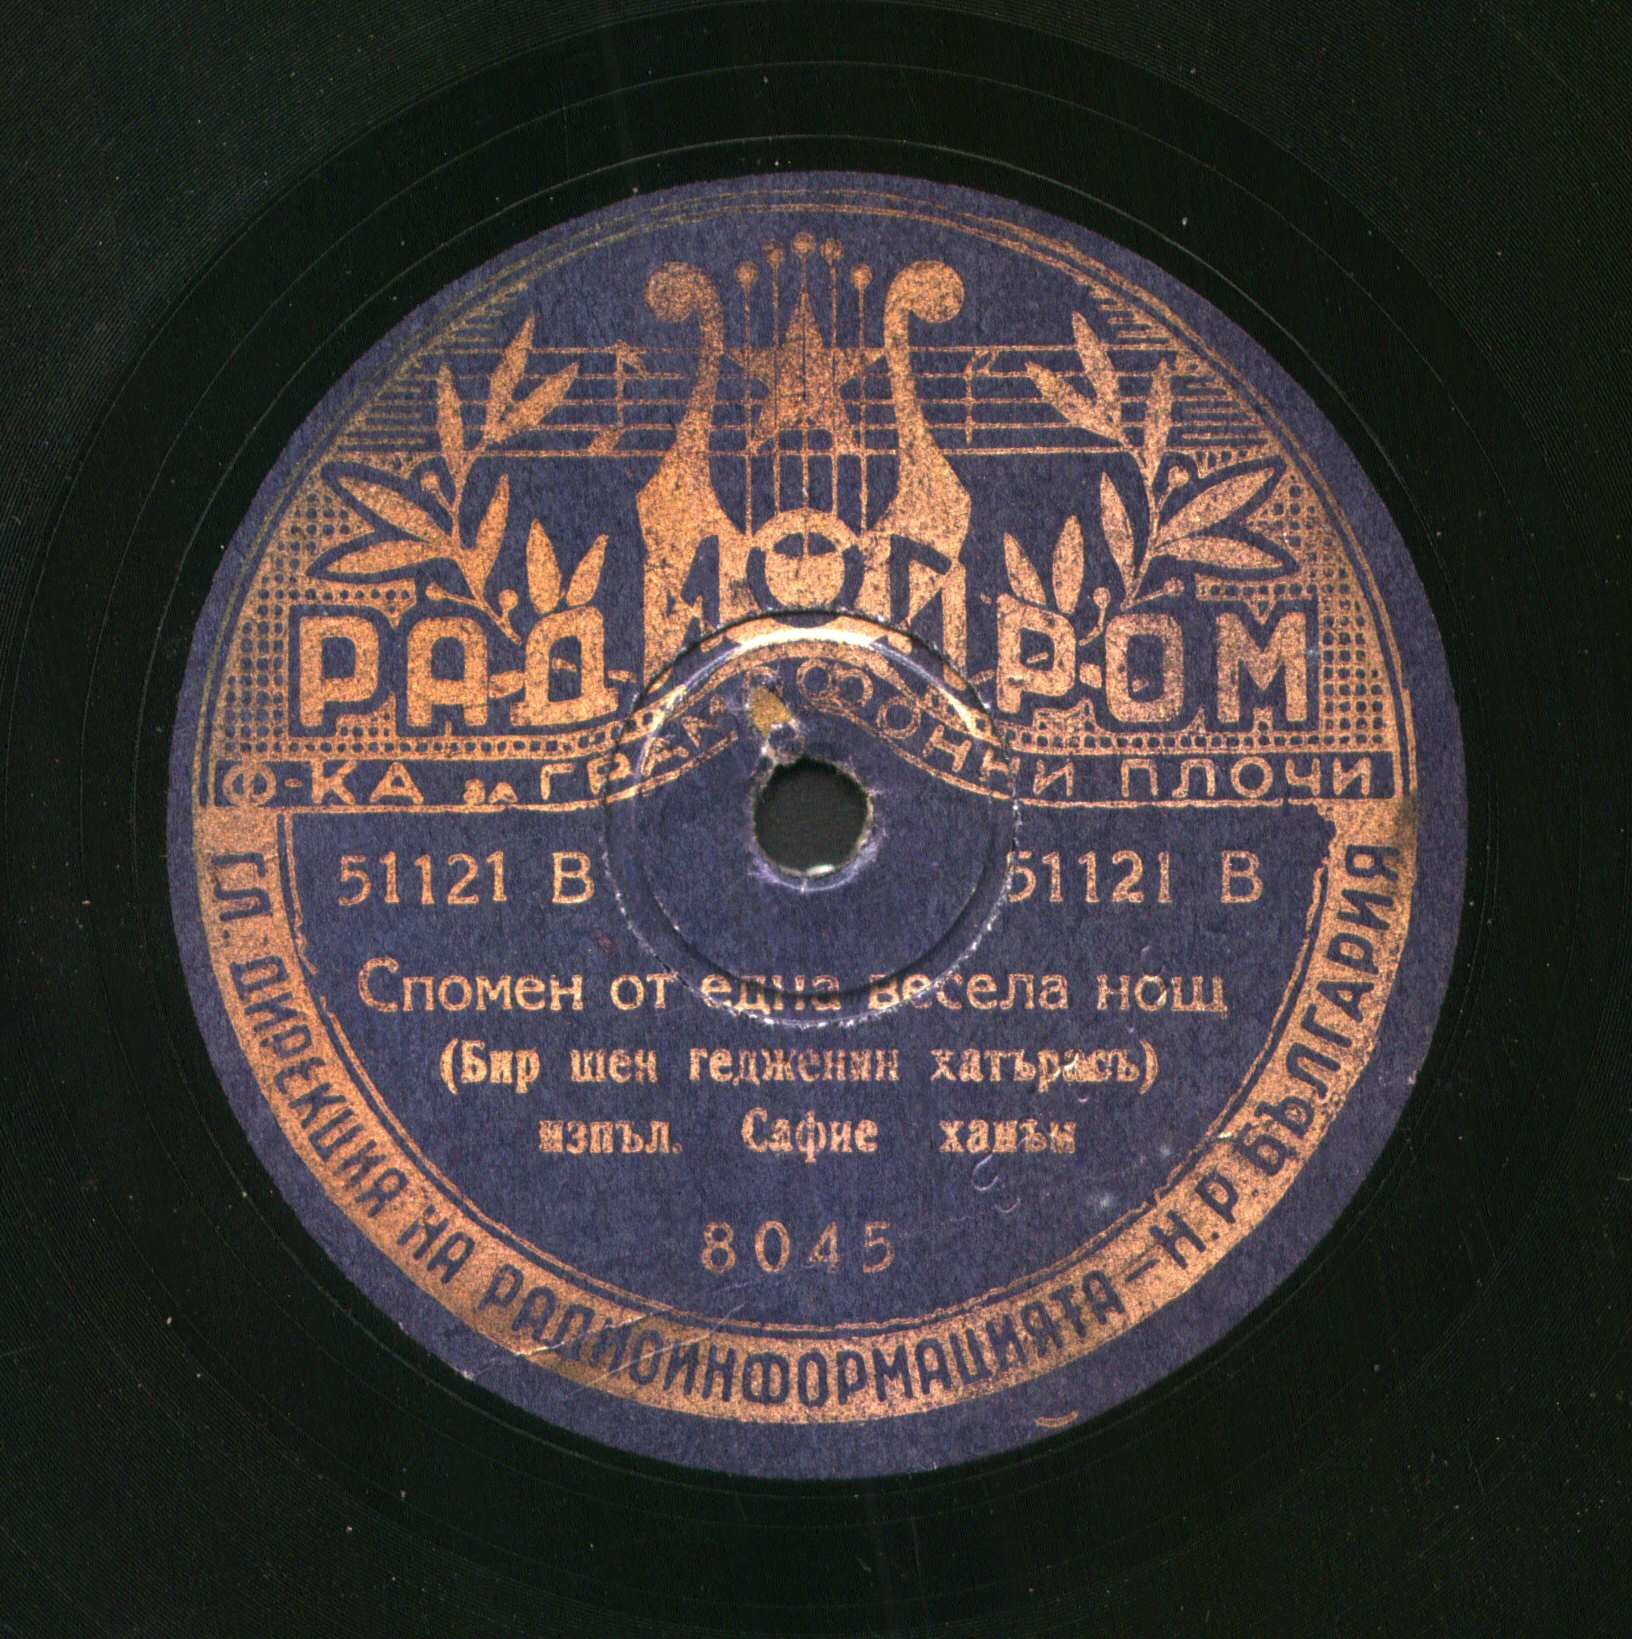 РАДИОПРОМ
Ф-КА за ГРАМОФОННИ ПЛОЧИ
51121 В 51121 В
Спомен от една весела нощ
(Бир шен гедженин хатърасъ)
изпъл. Сафие ханъм
8045
ГЛ. ДИРЕКЦИЯ НА РАДИОИНФОРМАЦИЯТА - Н.Р. БЪЛГАРИЯ